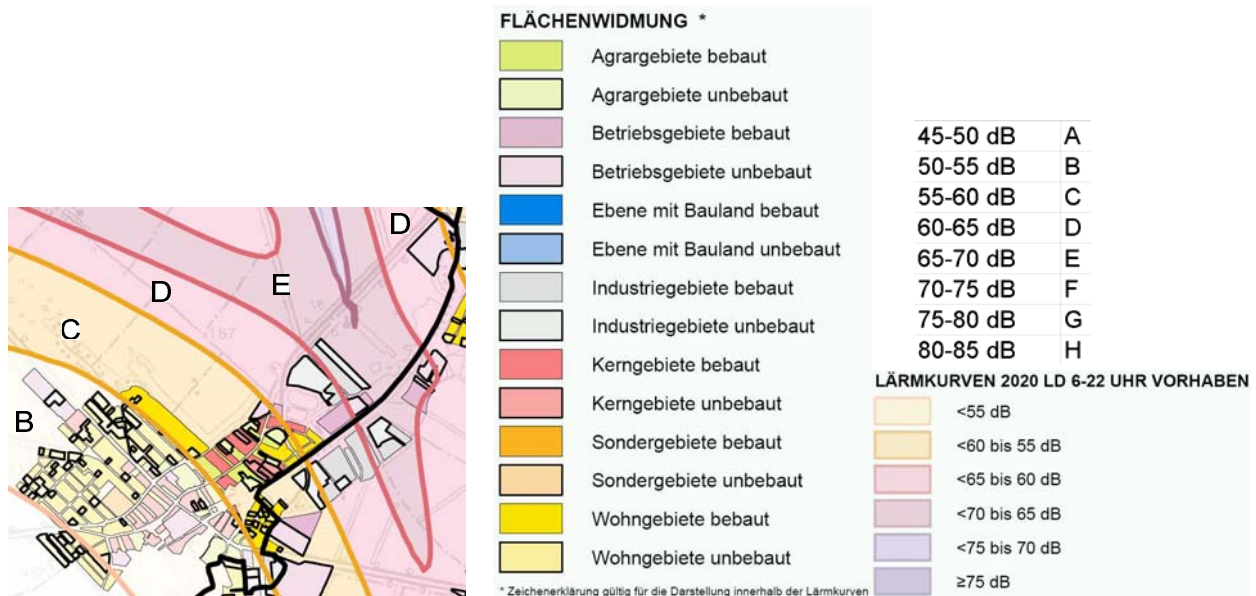 D
D
E
C
B
167
FLÄCHENWIDMUNG *
Agrargebiete bebaut
Agrargebiete unbebaut
Betriebsgebiete bebaut
Betriebsgebiete unbebaut
Ebene mit Bauland bebaut
Ebene mit Bauland unbebaut
Industriegebiete bebaut
Industriegebiete unbebaut
Kerngebiete bebaut
Kerngebiete unbebaut
Sondergebiete bebaut
Sondergebiete unbebaut
Wohngebiete bebaut
Wohngebiete unbebaut
* Zeichenerklärung gültig für die Darstellung innerhalb der Lärmkurven
45-50 dB A
50-55 dB B
55-60 dB C
60-65 dB D
65-70 dB E
70-75 dB F
75-80 dB G
80-85 dB H
LÄRMKURVEN 2020 LD 6-22 UHR VORHABEN
<55 dB
<60 bis 55 dB
<65 bis 60 dB
<70 bis 65 dB
<75 bis 70 dB
≥75 dB